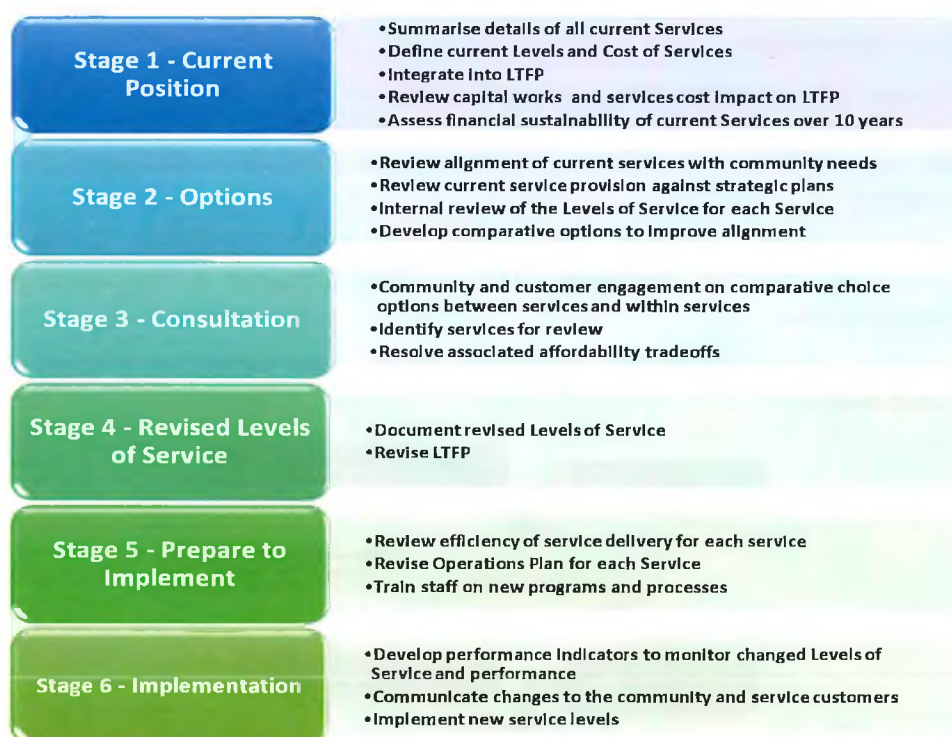 Stage 1 - Current
Position
•Summarise details of all current Services
•Define current Levels and Cost of Services
•Integrate into LTFP
•Review capital works and services cost impact on LTFP
•Assess financial sustainability of current Services over 10 years
Stage 2 - Options
•Review alignment of current services with community needs
•Review current service provision against strategic plans
•Internal review of the Levels of Service for each Service
•Develop comparative options to improve alignment
Stage 3 - Consultation
•Community and customer engagement on comparative choice
options between services and within services
•Identify services for review
•Resolve associated affordability tradeoffs
Stage 4 - Revised Levels
of Service
•Document revised Levels of Service
•Revise LTFP
Stage 5 - Prepare to
Implement
•Review efficiency of service delivery for each service
•Revise Operations Plan for each Service
•Train staff on new programs and processes
Stage 6 - Implementation
•Develop performance indicators to monitor changed Levels of
Service and performance
•Communicate changes to the community and service customers
•Implement new service levels